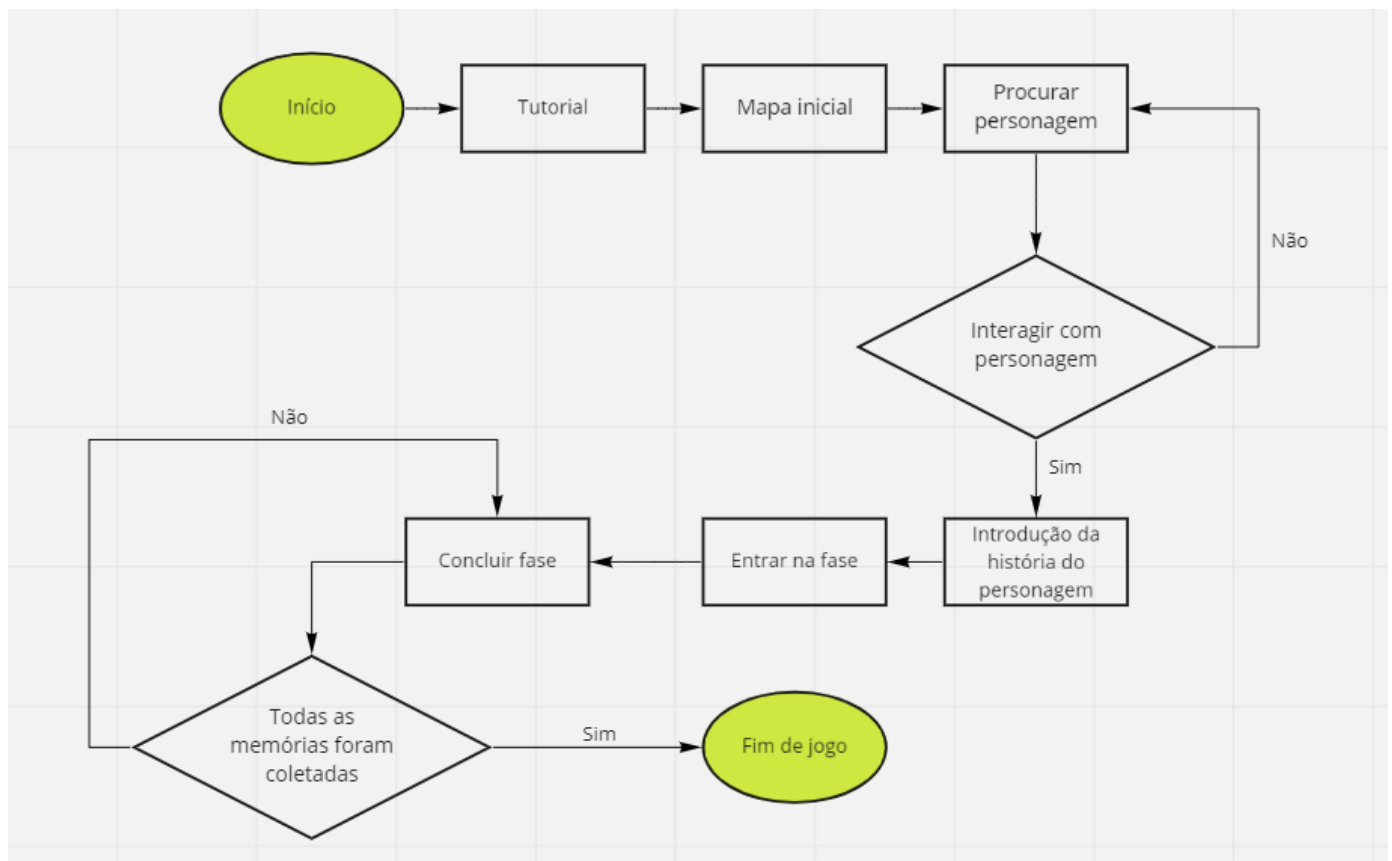 Início
Tutorial
Mapa inicial
Procurar
personagem
Não
Interagir com
personagem
Sim
Introdução da
história do
personagem
Entrar na fase
Concluir fase
Não
Todas as
memórias foram
coletadas
Sim
Fim de jogo